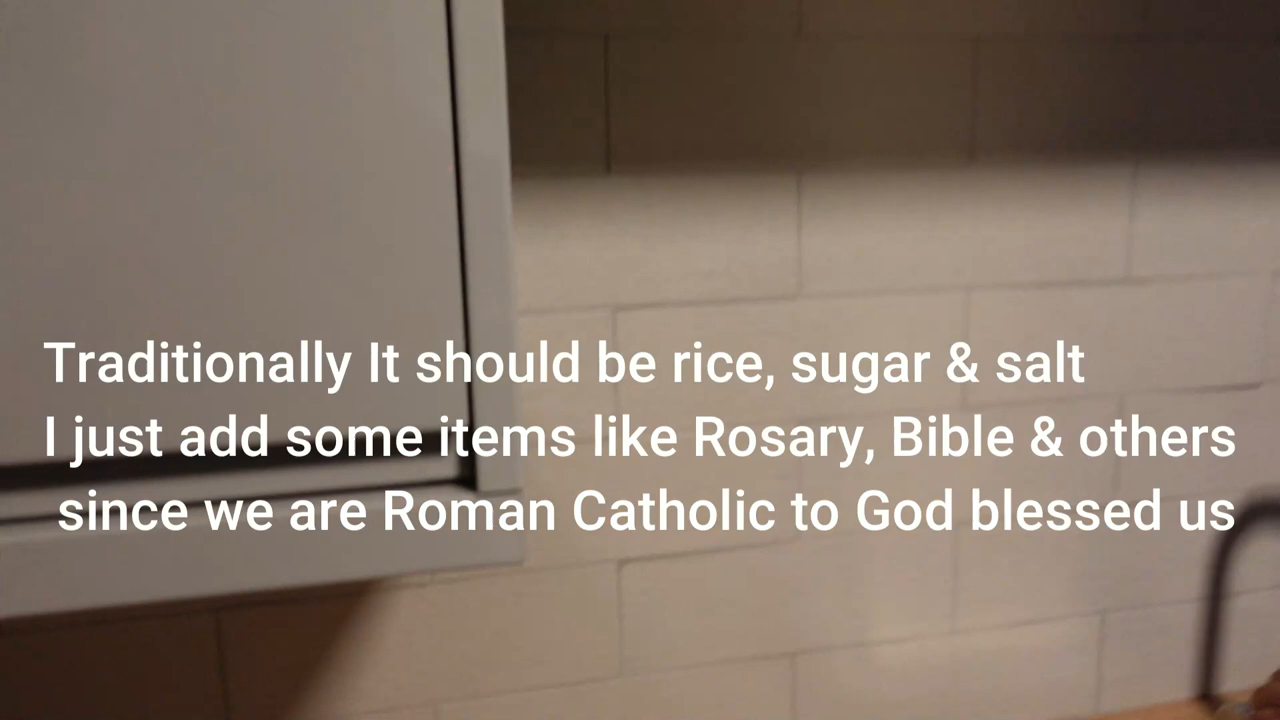 Traditionally It should be rice, sugar & salt
I just add some items like Rosary, Bible & others
since we are Roman Catholic to God blessed us